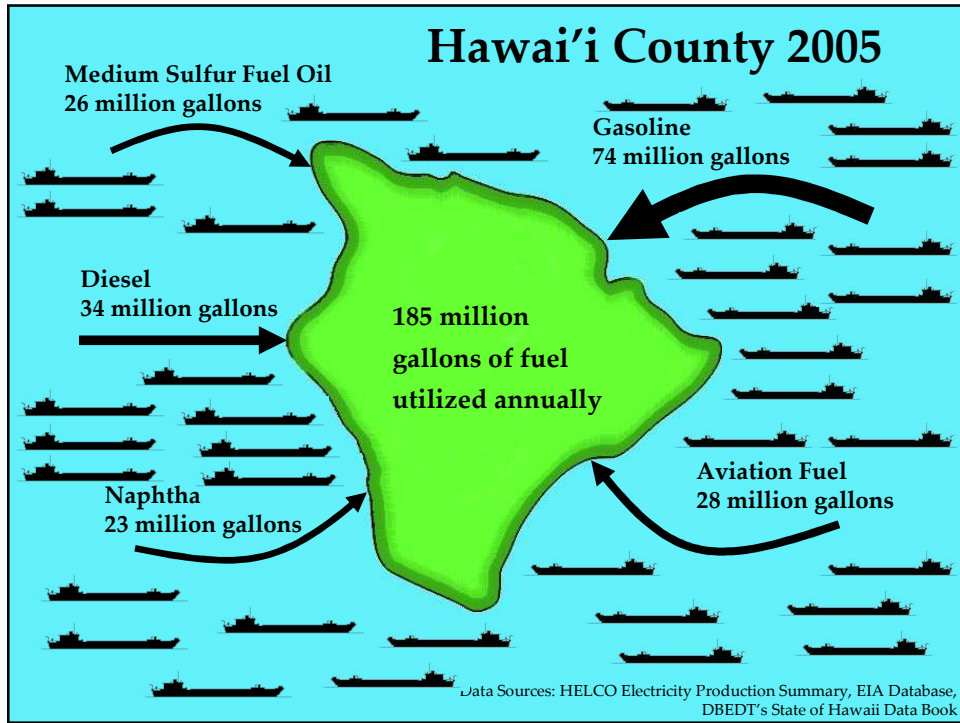 Hawai'i County 2005
Medium Sulfur Fuel Oil
26 million gallons
Gasoline
74 million gallons
Diesel
34 million gallons
185 million
gallons of fuel
utilized annually
Naphtha
23 million gallons
Aviation Fuel
28 million gallons
Data Sources: HELCO Electricity Production Summary, EIA Database,
DBEDT's State of Hawaii Data Book